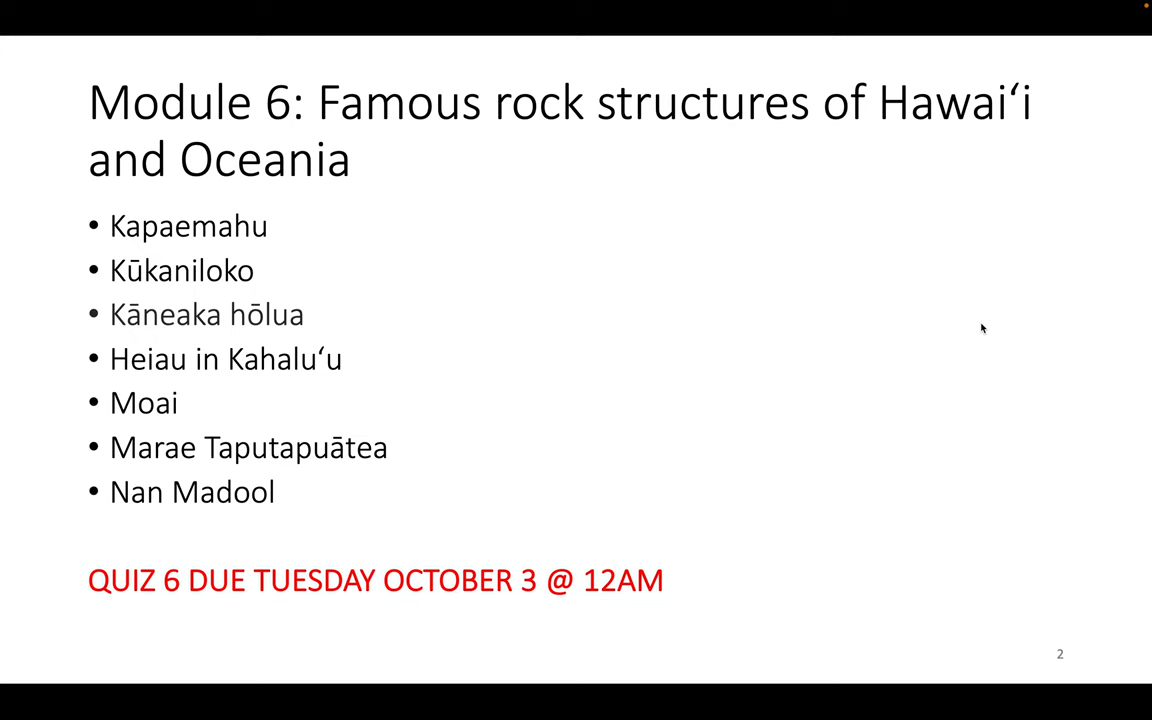 Module 6: Famous rock structures of Hawaiʻi
and Oceania
• Kapaemahu
• Kūkaniloko
• Kāneaka hōlua
• Heiau in Kahaluʻu
• Moai
• Marae Taputapuātea
• Nan Madool
QUIZ 6 DUE TUESDAY OCTOBER 3 @ 12AM
2